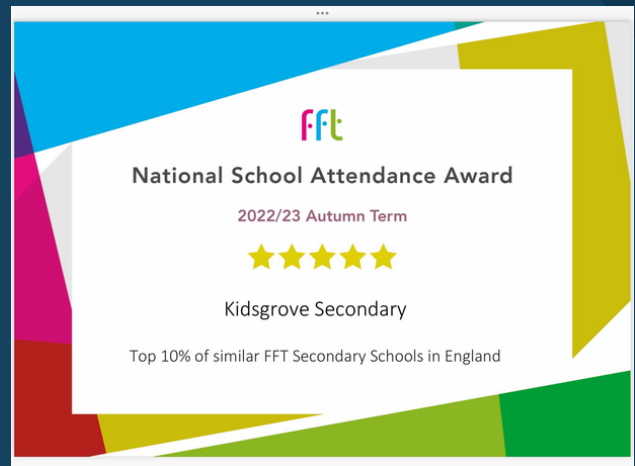 fft
National School Attendance Award
2022/23 Autumn Term
Kidsgrove Secondary
Top 10% of similar FFT Secondary Schools in England